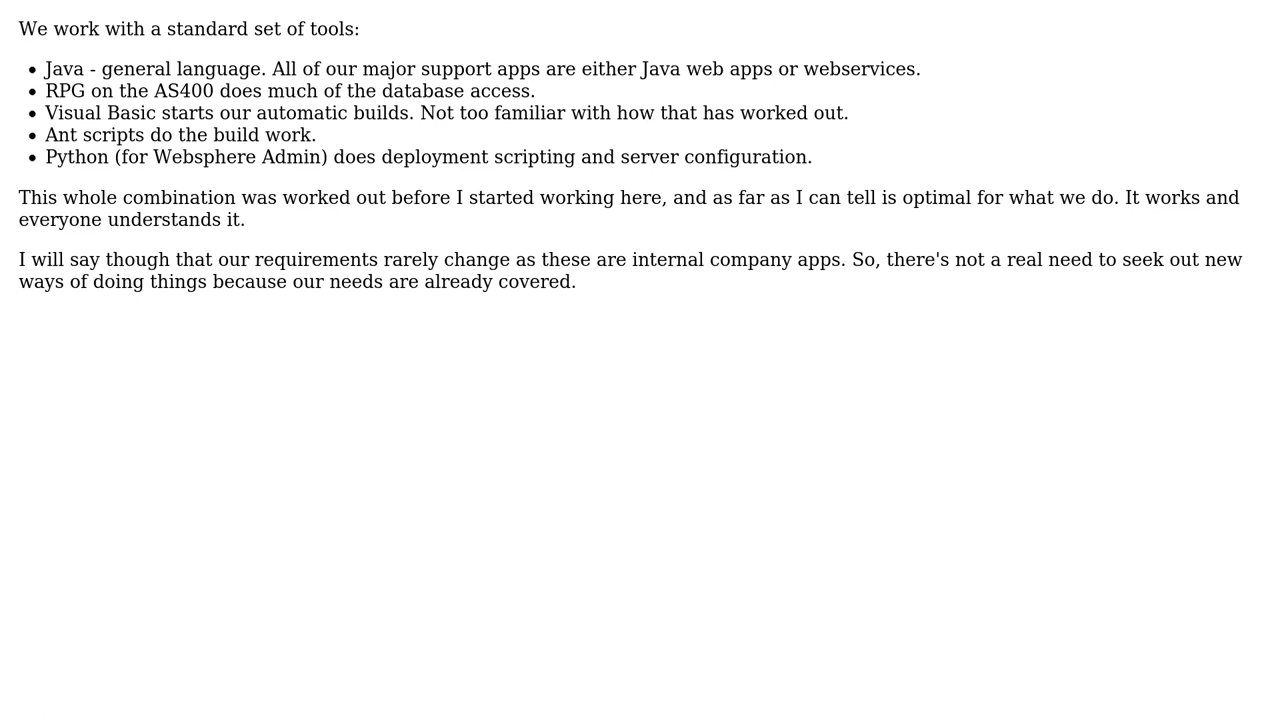 We work with a standard set of tools:
• Java - general language. All of our major support apps are either Java web apps or webservices.
• RPG on the AS400 does much of the database access.
• Visual Basic starts our automatic builds. Not too familiar with how that has worked out.
• Ant scripts do the build work.
• Python (for Websphere Admin) does deployment scripting and server configuration.
This whole combination was worked out before I started working here, and as far as I can tell is optimal for what we do. It works and
everyone understands it.
I will say though that our requirements rarely change as these are internal company apps. So, there's not a real need to seek out new
ways of doing things because our needs are already covered.